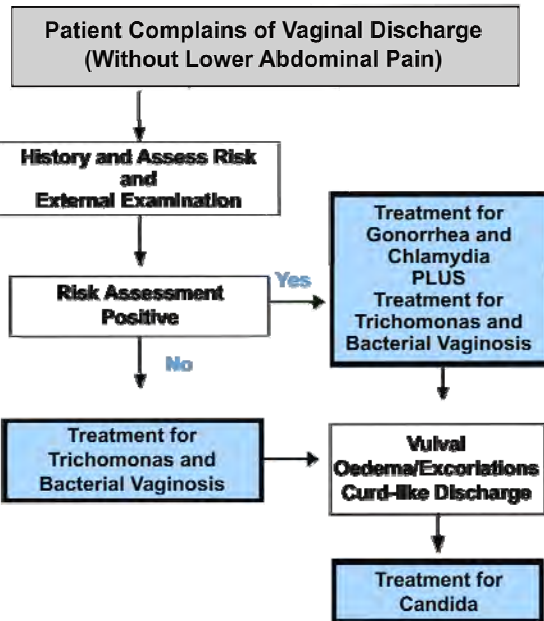 Patient Complains of Vaginal Discharge
(Without Lower Abdominal Pain)
History and Assess Risk
and
External Examination
Risk Assessment
Positive
Yes
No
Treatment for
Gonorrhea and
Chlamydia
PLUS
Treatment for
Trichomonas and
Bacterial Vaginosis
Treatment for
Trichomonas and
Bacterial Vaginosis
Vulval
Oedema/Excoriations
Curd-like Discharge
Treatment for
Candida